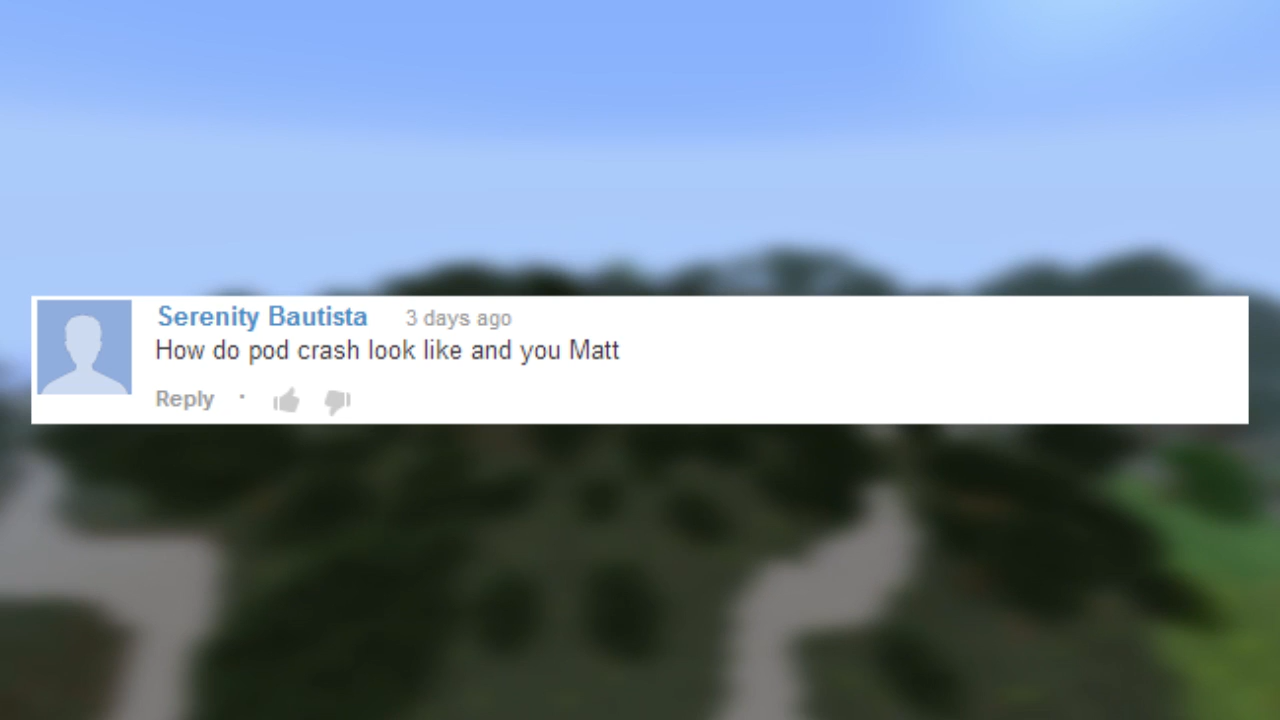 Serenity Bautista 3 days ago
How do pod crash look like and you Matt
Reply ·